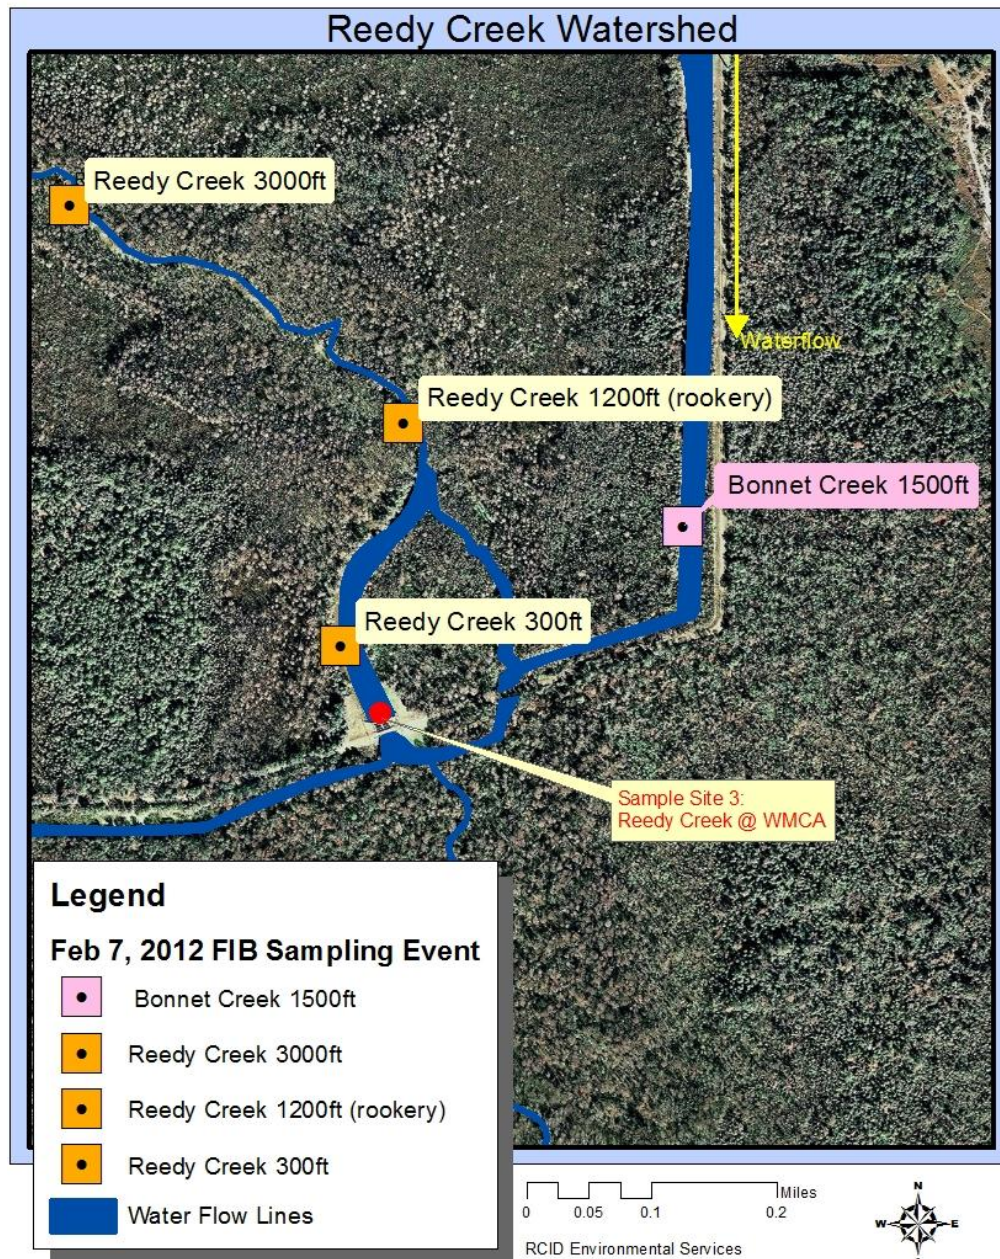 Reedy Creek Watershed
Reedy Creek 3000ft
Waterflow
Reedy Creek 1200ft (rookery)
Bonnet Creek 1500ft
Reedy Creek 300ft
Sample Site 3:
Reedy Creek @ WMCA
Legend
Feb 7, 2012 FIB Sampling Event
Bonnet Creek 1500ft
Reedy Creek 3000ft
Reedy Creek 1200ft (rookery)
Reedy Creek 300ft
Water Flow Lines
Miles
0 0.05 0.1 0.2
RCID Environmental Services
N
W E